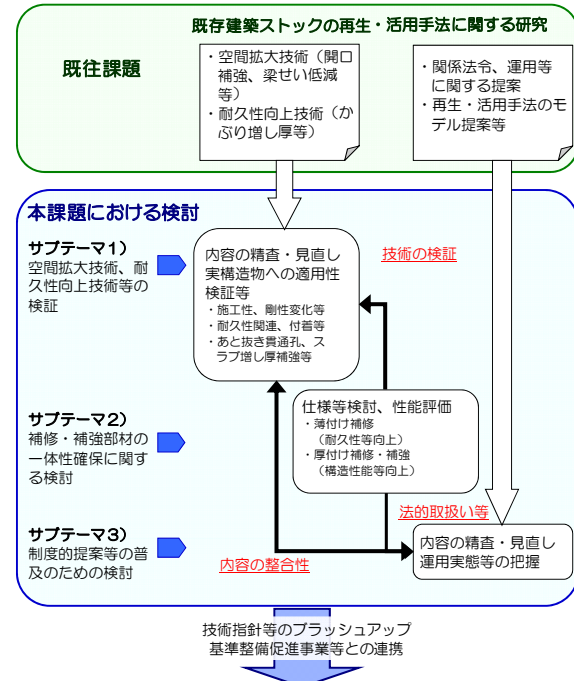 既存建築ストックの再生・活用手法に関する研究
既往課題
・空間拡大技術（開口
補強、梁せい低減
等）
・耐久性向上技術（か
ぶり増し厚等）
・関係法令、運用等
に関する提案
・再生・活用手法のモ
デル提案等
本課題における検討
サブテーマ１）
空間拡大技術、耐
久性向上技術等の
検証
内容の精査・見直し
実構造物への適用性
検証等
・施工性、剛性変化等
・耐久性関連、付着等
・あと抜き貫通孔、ス
ラブ増し厚補強等
技術の検証
サブテーマ２）
補修・補強部材の
一体性確保に関す
る検討
仕様等検討、性能評価
・薄付け補修
（耐久性等向上）
・厚付け補修・補強
（構造性能等向上）
法的取扱い等
サブテーマ３）
制度的提案等の普
及のための検討
内容の整合性
内容の精査・見直し
運用実態等の把握
技術指針等のブラッシュアップ
基準整備促進事業等との連携